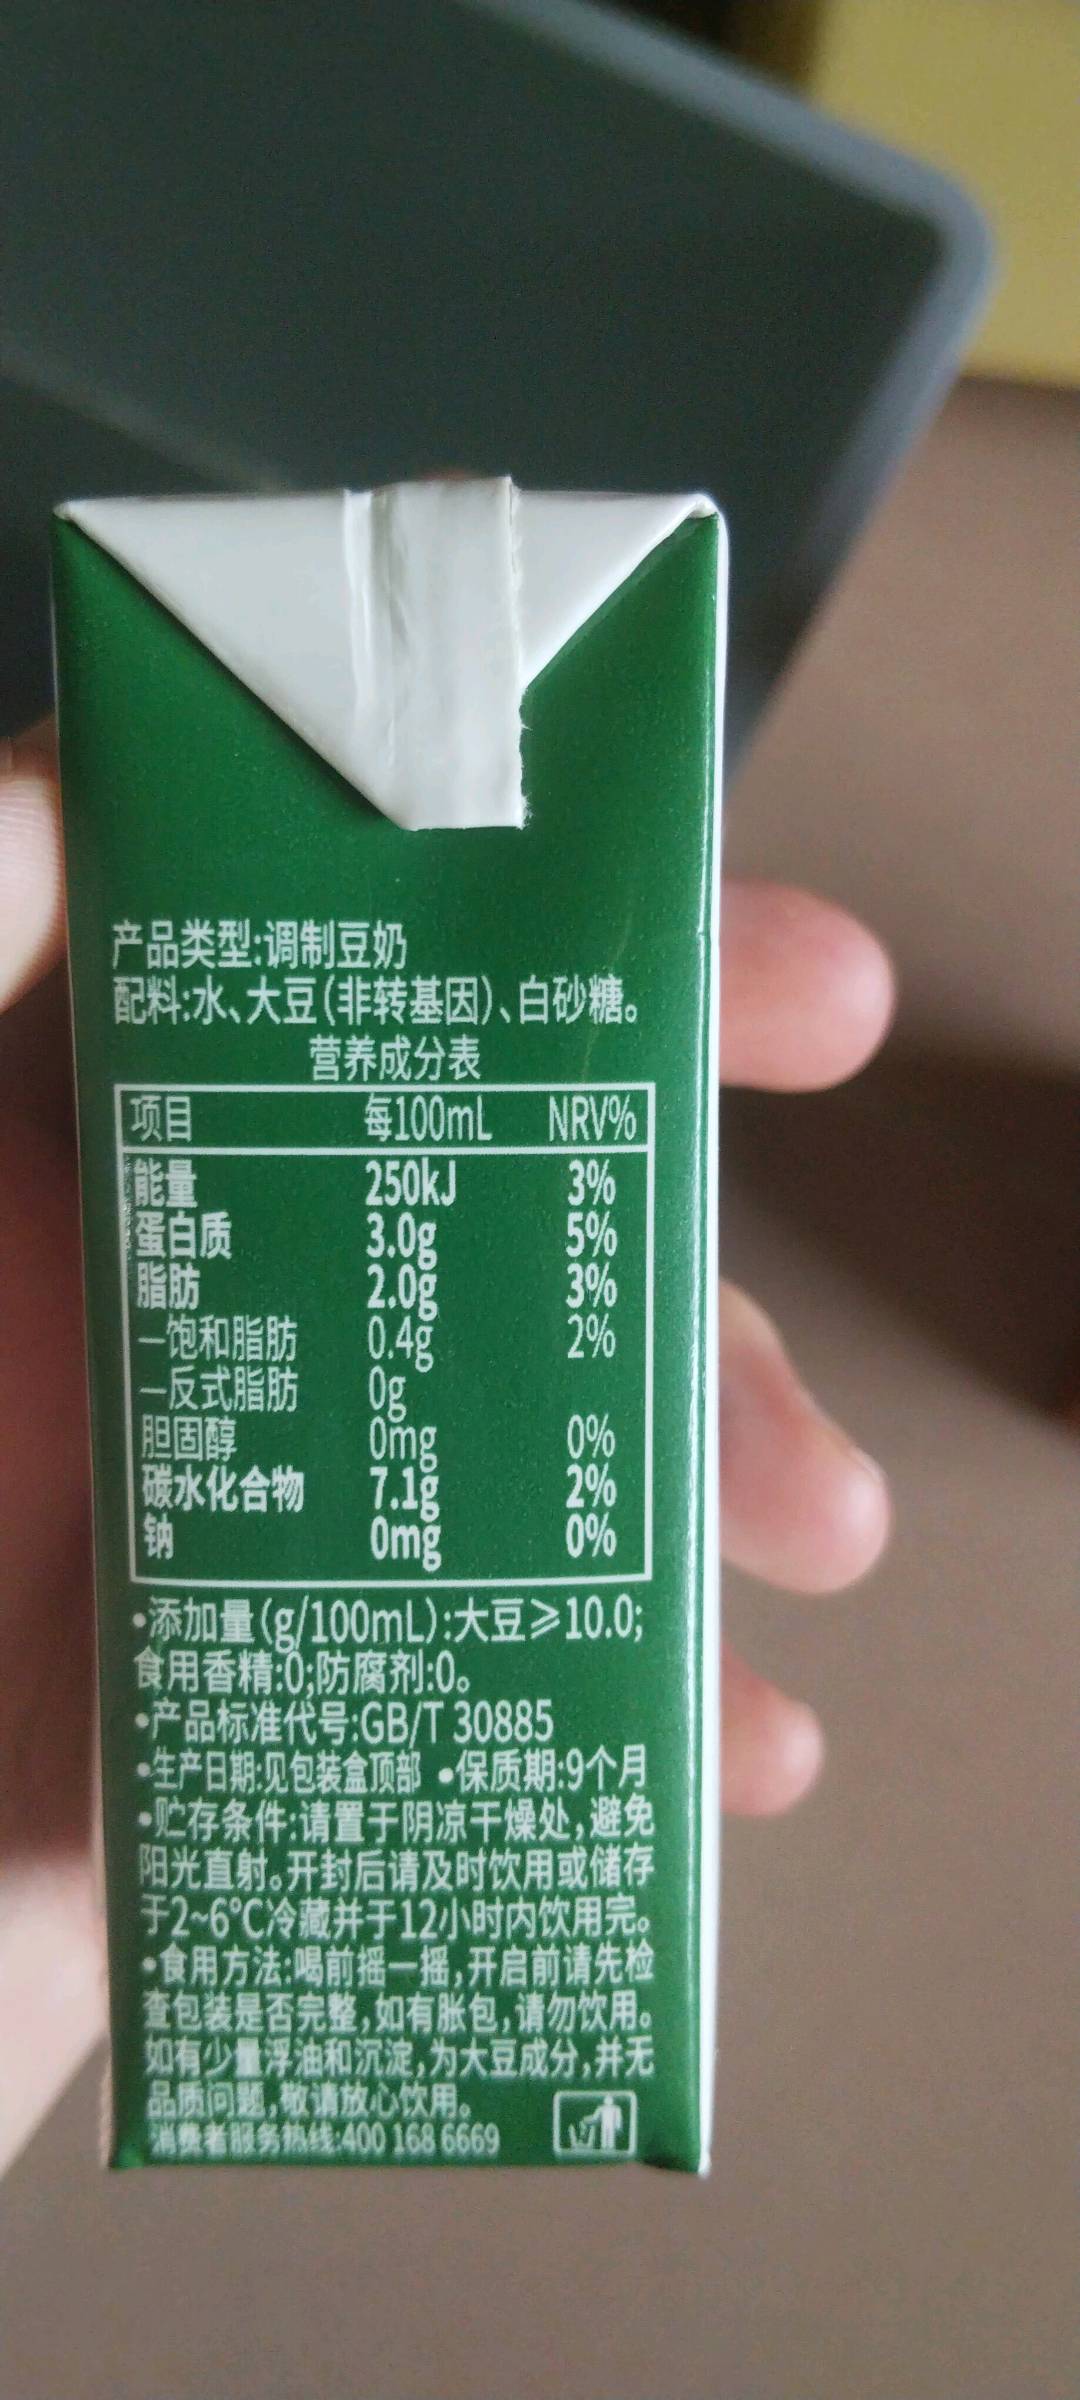 产品类型:调制豆奶
配料:水、大豆(非转基因)、白砂糖。
营养成分表
项目 每100mL NRV%
能量 250kJ 3%
蛋白质 3.0g 5%
脂肪 2.0g 3%
—饱和脂肪 0.4g 2%
—反式脂肪 0g
胆固醇 0mg 0%
碳水化合物 7.1g 2%
钠 0mg 0%
•添加量(g/100mL):大豆≥10.0;
食用香精:0;防腐剂:0。
•产品标准代号:GB/T 30885
•生产日期:见包装盒顶部 •保质期:9个月
•贮存条件:请置于阴凉干燥处,避免
阳光直射。开封后请及时饮用或储存
于2~6℃冷藏并于12小时内饮用完。
•食用方法:喝前摇一摇,开启前请先检
查包装是否完整,如有胀包,请勿饮用。
如有少量浮油和沉淀,为大豆成分,并无
品质问题,敬请放心饮用。
消费者服务热线:400 168 6669